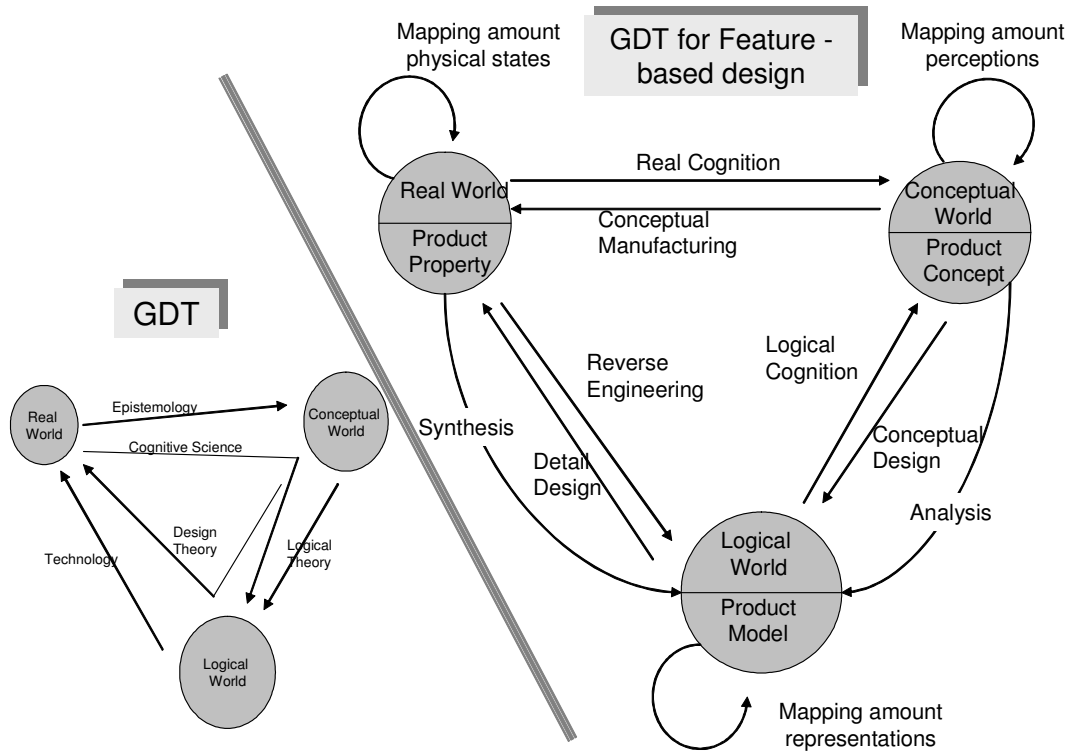 Mapping amount
physical states
GDT for Feature -
based design
Mapping amount
perceptions
Real World
Product
Property
Real Cognition
Conceptual
Manufacturing
Conceptual
World
Product
Concept
GDT
Real
World
Epistemology
Cognitive Science
Conceptual
World
Design
Theory
Technology
Logical
Theory
Logical
World
Synthesis
Reverse
Engineering
Detail
Design
Logical
Cognition
Conceptual
Design
Analysis
Logical
World
Product
Model
Mapping amount
representations